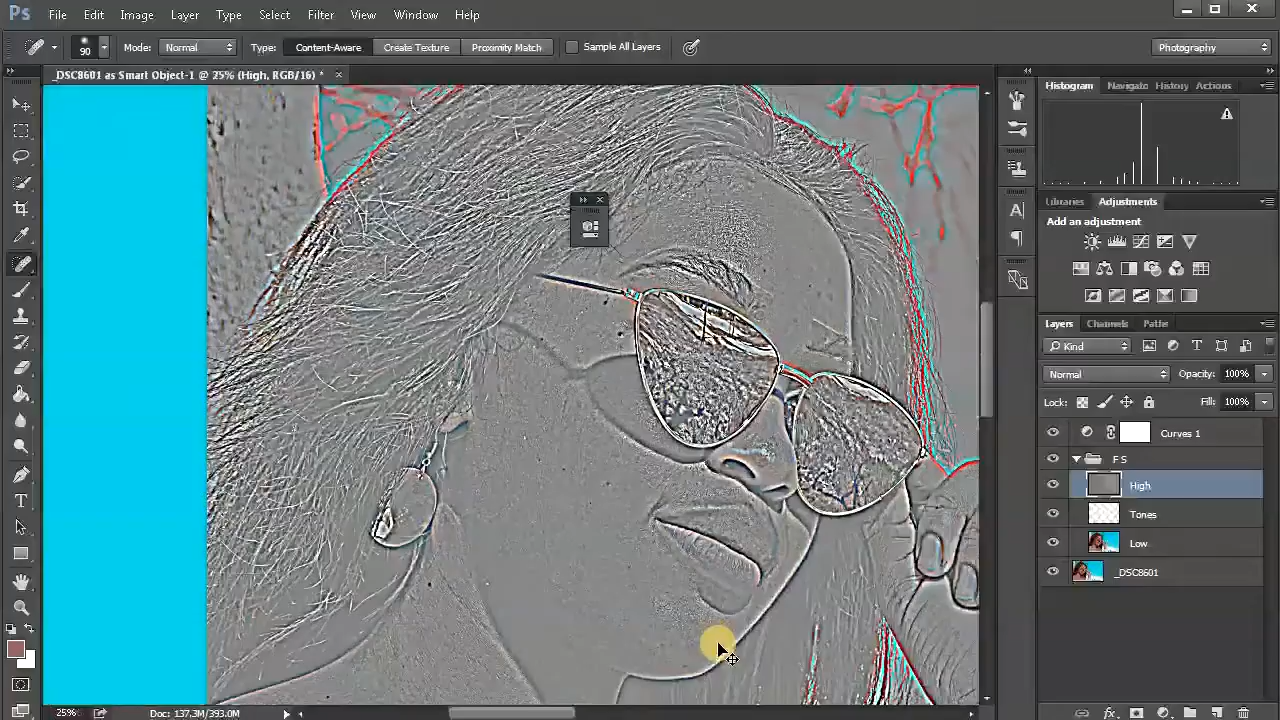 Ps File Edit Image Layer Type Select Filter View Window Help
90 Mode: Normal Type: Content-Aware Create Texture Proximity Match Sample All Layers Photography
_DSC8601 as Smart Object-1 @ 25% (High, RGB/16) *
Histogram Navigato History Actions
Libraries Adjustments
Add an adjustment
Layers Channels Paths
Kind
Normal Opacity: 100%
Lock: Fill: 100%
Curves 1
F S
High
Tones
Low
_DSC8601
25% Doc: 137.3M/393.0M